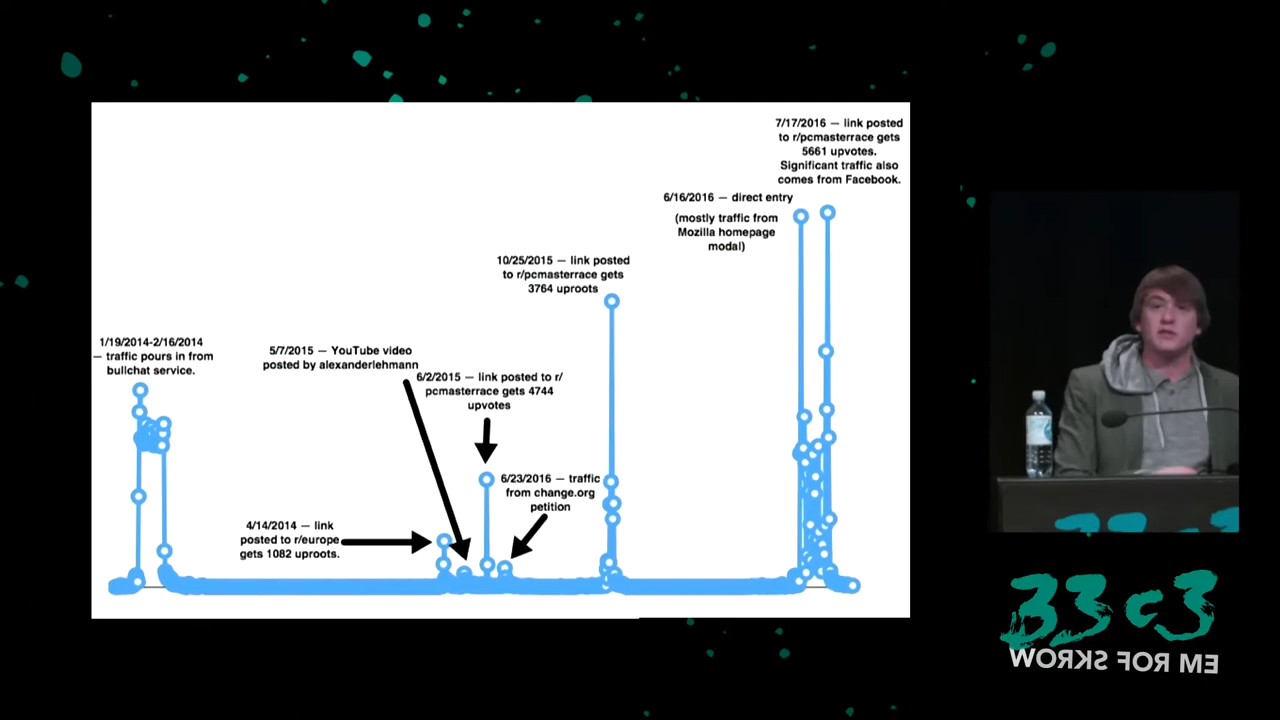 7/17/2016 — link posted
to r/pcmasterrace gets
5661 upvotes.
Significant traffic also
comes from Facebook.
6/16/2016 — direct entry
(mostly traffic from
Mozilla homepage
modal)
10/25/2015 — link posted
to r/pcmasterrace gets
3764 uproots
1/19/2014-2/16/2014
— traffic pours in from
bullchat service.
5/7/2015 — YouTube video
posted by alexanderlehmann
6/2/2015 — link posted to r/
pcmasterrace gets 4744
upvotes
6/23/2016 — traffic
from change.org
petition
4/14/2014 — link
posted to r/europe
gets 1082 uproots.
33c3
WORKS FOR ME